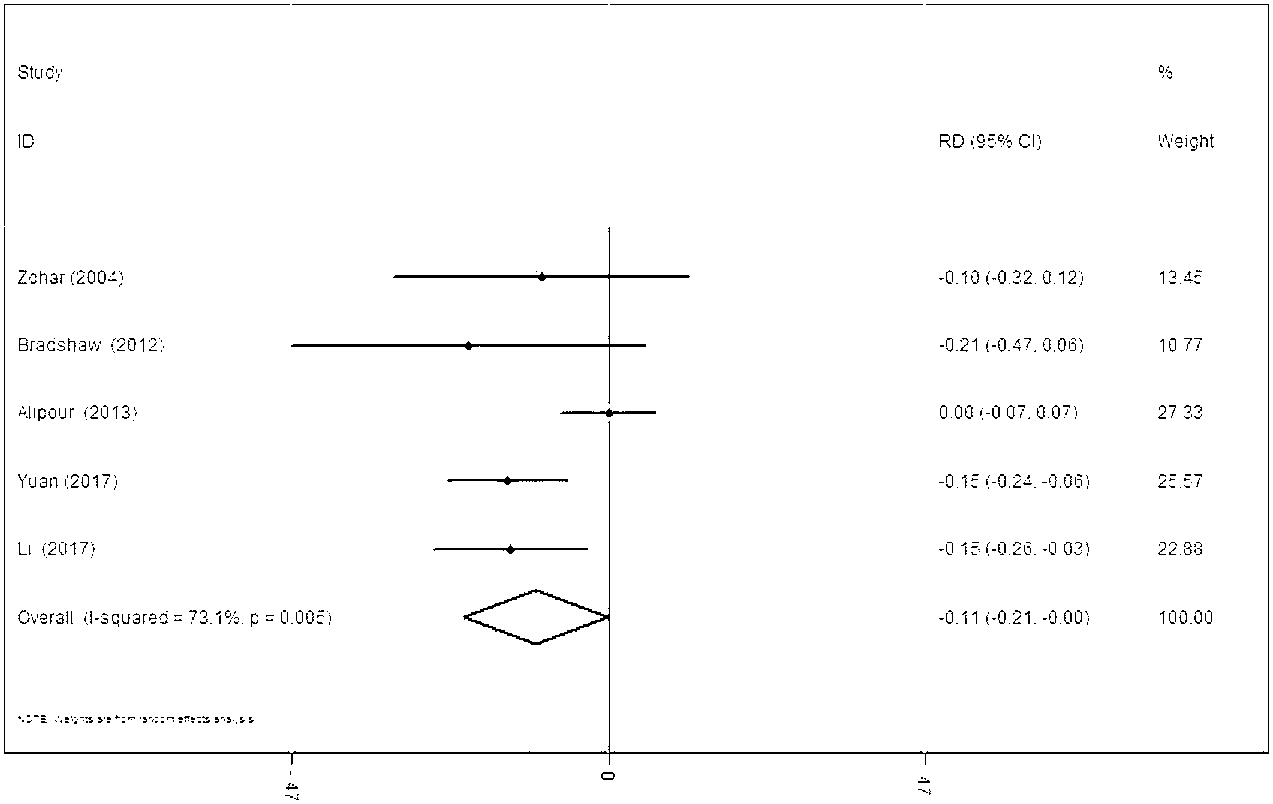 Study %
ID RD (95% CI) Weight
Zohar (2004) -0.10 (-0.32, 0.12) 13.45
Bradshaw (2012) -0.21 (-0.47, 0.06) 10.77
Alipour (2013) 0.00 (-0.07, 0.07) 27.33
Yuan (2017) -0.15 (-0.24, -0.06) 25.57
Li (2017) -0.15 (-0.26, -0.03) 22.88
Overall (I-squared = 73.1%, p = 0.005) -0.11 (-0.21, -0.00) 100.00
NOTE: Weights are from random effects analysis
-.47 0 .47